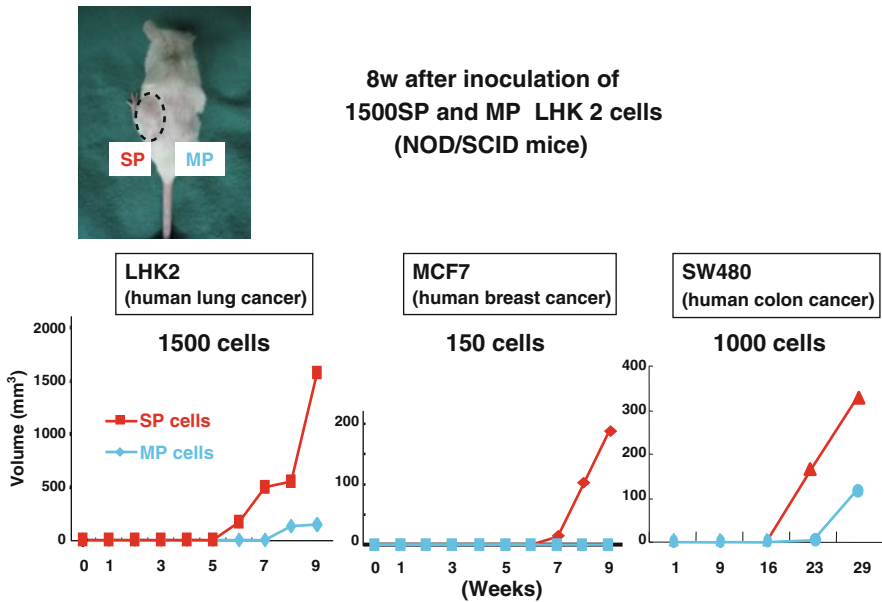 8w after inoculation of
1500SP and MP LHK 2 cells
(NOD/SCID mice)
SP
MP
LHK2
(human lung cancer)
1500 cells
MCF7
(human breast cancer)
150 cells
SW480
(human colon cancer)
1000 cells
Volume (mm³)
2000
1500
1000
500
0
SP cells
MP cells
0 1 3 5 7 9
200
100
0
0 1 3 5 7 9
400
300
200
100
0
1 9 16 23 29
(Weeks)